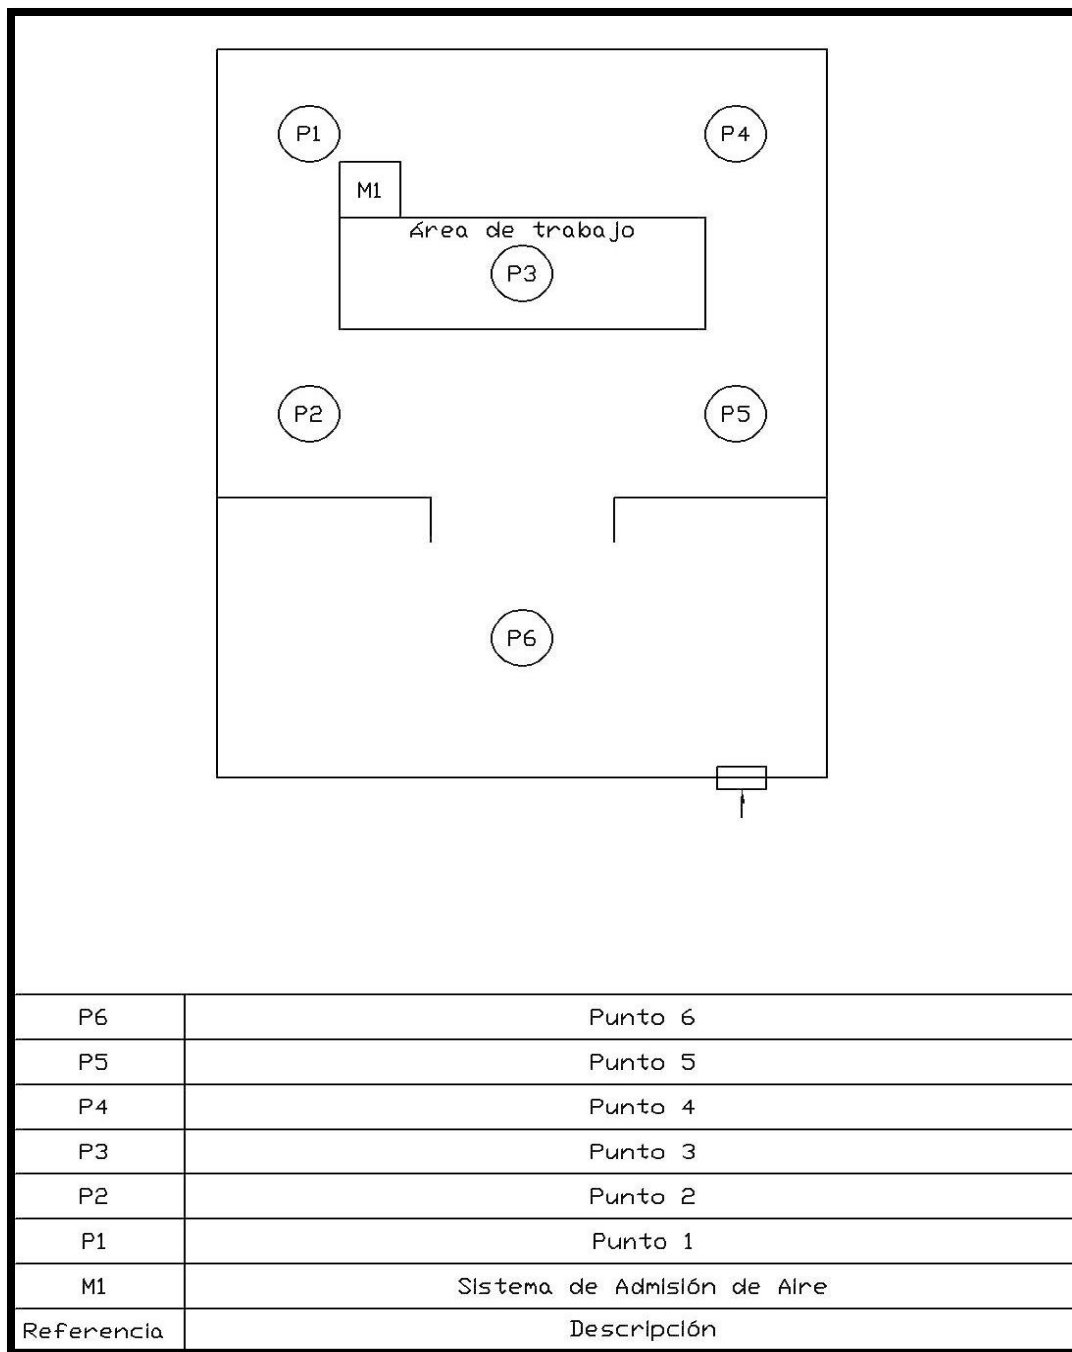 P1
P4
M1
Área de trabajo
P3
P2
P5
P6
P6 Punto 6
P5 Punto 5
P4 Punto 4
P3 Punto 3
P2 Punto 2
P1 Punto 1
M1 Sistema de Admisión de Aire
Referencia Descripción